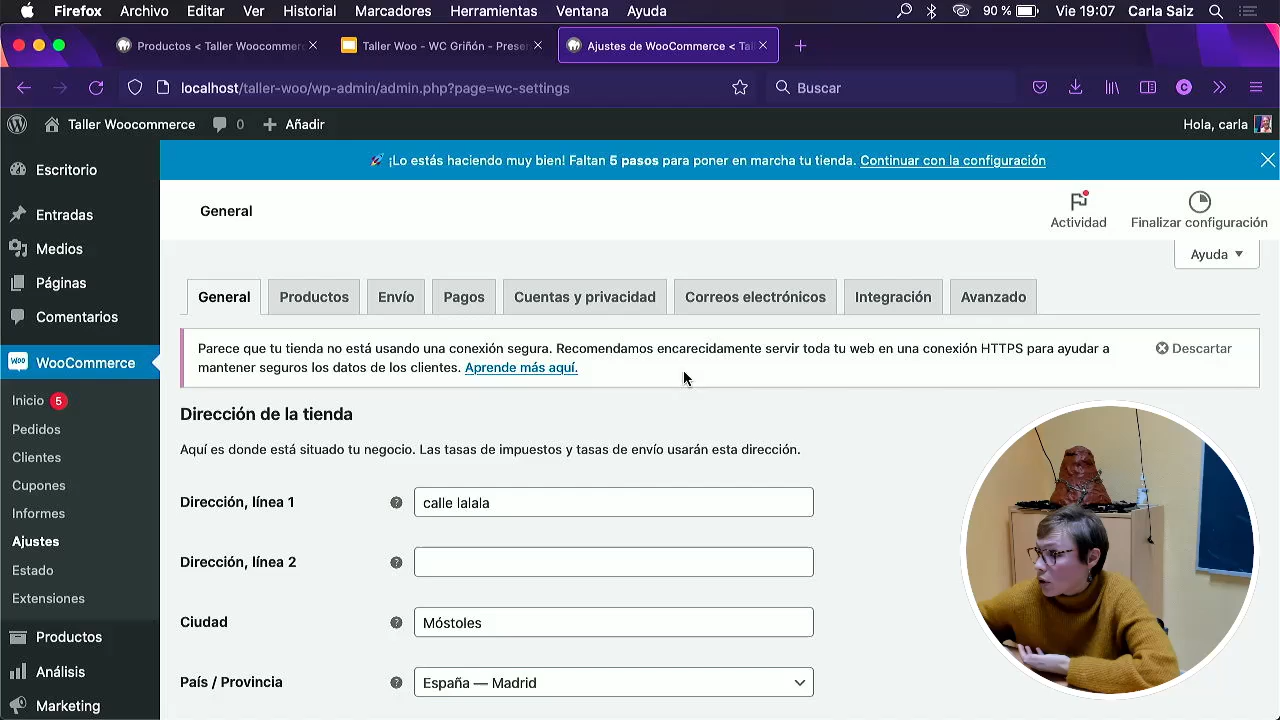 Firefox Archivo Editar Ver Historial Marcadores Herramientas Ventana Ayuda 90 % Vie 19:07 Carla Saiz
Productos < Taller Woocommerc Taller Woo - WC Griñón - Prese Ajustes de WooCommerce < Tal
localhost/taller-woo/wp-admin/admin.php?page=wc-settings Buscar C
Taller Woocommerce 0 Añadir Hola, carla
¡Lo estás haciendo muy bien! Faltan 5 pasos para poner en marcha tu tienda. Continuar con la configuración
General
Actividad Finalizar configuración
Ayuda
Escritorio
Entradas
Medios
Páginas
Comentarios
woo WooCommerce
Inicio 5
Pedidos
Clientes
Cupones
Informes
Ajustes
Estado
Extensiones
Productos
Análisis
Marketing
General Productos Envío Pagos Cuentas y privacidad Correos electrónicos Integración Avanzado
Parece que tu tienda no está usando una conexión segura. Recomendamos encarecidamente servir toda tu web en una conexión HTTPS para ayudar a
mantener seguros los datos de los clientes. Aprende más aquí.
Descartar
Dirección de la tienda
Aquí es donde está situado tu negocio. Las tasas de impuestos y tasas de envío usarán esta dirección.
Dirección, línea 1 calle lalala
Dirección, línea 2
Ciudad Móstoles
País / Provincia España — Madrid